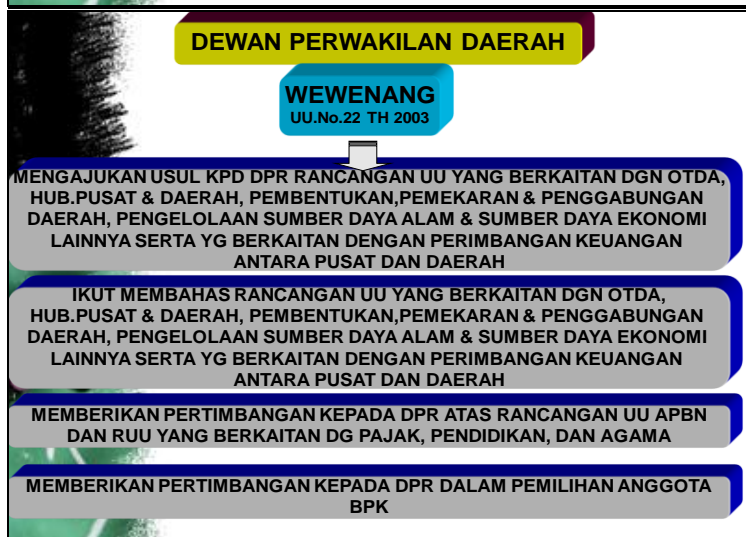 DEWAN PERWAKILAN DAERAH
WEWENANG
UU.No.22 TH 2003
MENGAJUKAN USUL KPD DPR RANCANGAN UU YANG BERKAITAN DGN OTDA,
HUB.PUSAT & DAERAH, PEMBENTUKAN,PEMEKARAN & PENGGABUNGAN
DAERAH, PENGELOLAAN SUMBER DAYA ALAM & SUMBER DAYA EKONOMI
LAINNYA SERTA YG BERKAITAN DENGAN PERIMBANGAN KEUANGAN
ANTARA PUSAT DAN DAERAH
IKUT MEMBAHAS RANCANGAN UU YANG BERKAITAN DGN OTDA,
HUB.PUSAT & DAERAH, PEMBENTUKAN,PEMEKARAN & PENGGABUNGAN
DAERAH, PENGELOLAAN SUMBER DAYA ALAM & SUMBER DAYA EKONOMI
LAINNYA SERTA YG BERKAITAN DENGAN PERIMBANGAN KEUANGAN
ANTARA PUSAT DAN DAERAH
MEMBERIKAN PERTIMBANGAN KEPADA DPR ATAS RANCANGAN UU APBN
DAN RUU YANG BERKAITAN DG PAJAK, PENDIDIKAN, DAN AGAMA
MEMBERIKAN PERTIMBANGAN KEPADA DPR DALAM PEMILIHAN ANGGOTA
BPK